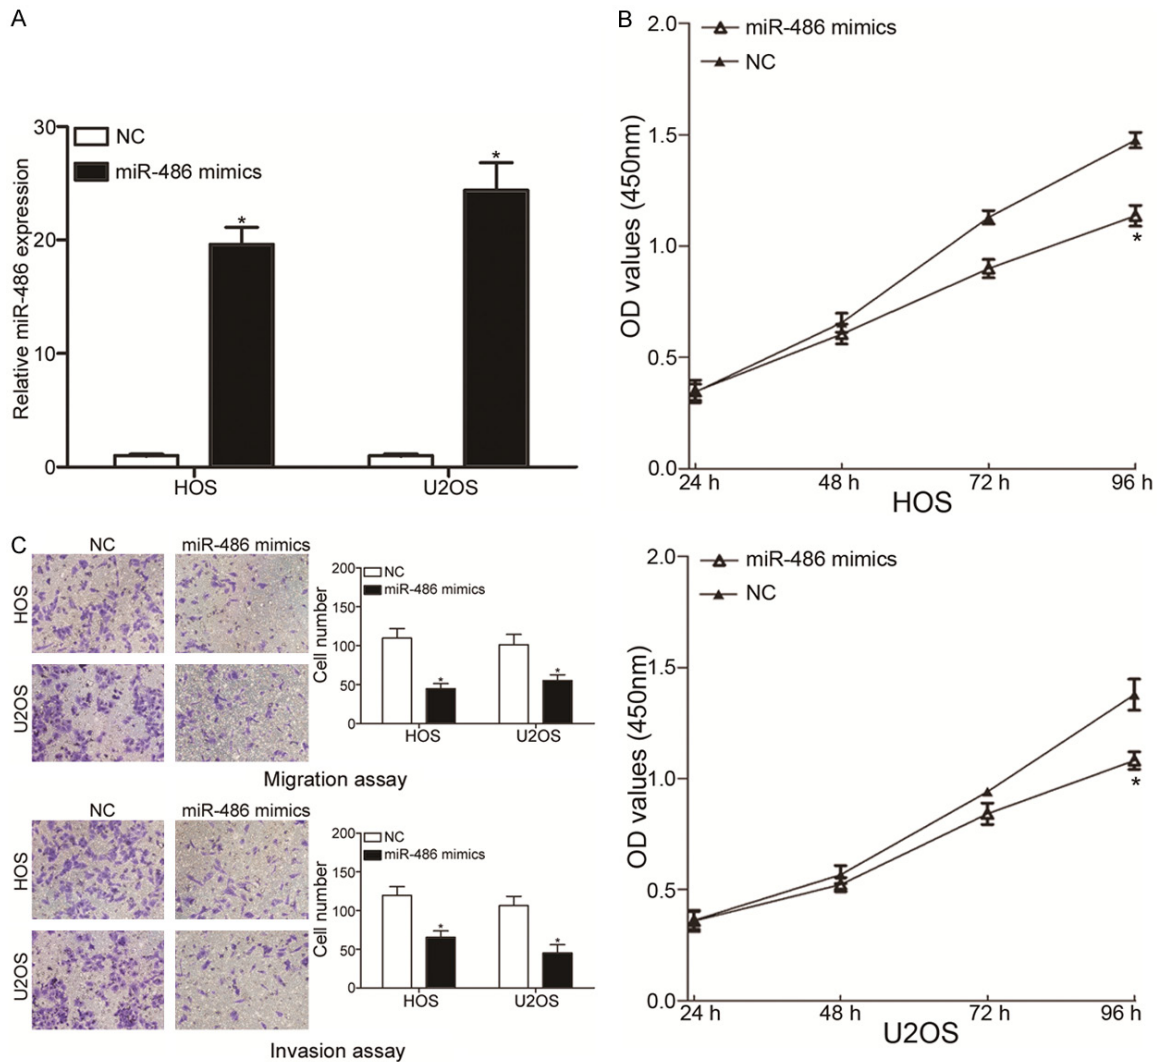 A
30
20
10
0
Relative miR-486 expression
NC
miR-486 mimics
*
*
HOS
U2OS
B
2.0
1.5
1.0
0.5
0.0
OD values (450nm)
miR-486 mimics
NC
*
24 h
48 h
72 h
96 h
HOS
2.0
1.5
1.0
0.5
0.0
OD values (450nm)
miR-486 mimics
NC
*
24 h
48 h
72 h
96 h
U2OS
C
NC
miR-486 mimics
HOS
U2OS
200
150
100
50
0
Cell number
NC
miR-486 mimics
*
*
HOS
U2OS
Migration assay
NC
miR-486 mimics
HOS
U2OS
200
150
100
50
0
Cell number
NC
miR-486 mimics
*
*
HOS
U2OS
Invasion assay